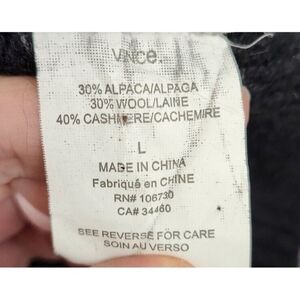 VINCE.
30% ALPACA/ALPAGA
30% WOOL/LAINE
40% CASHMERE/CACHEMIRE
L
MADE IN CHINA
Fabriqué en CHINE
RN# 106730
CA# 34460
SEE REVERSE FOR CARE
SOIN AU VERSO